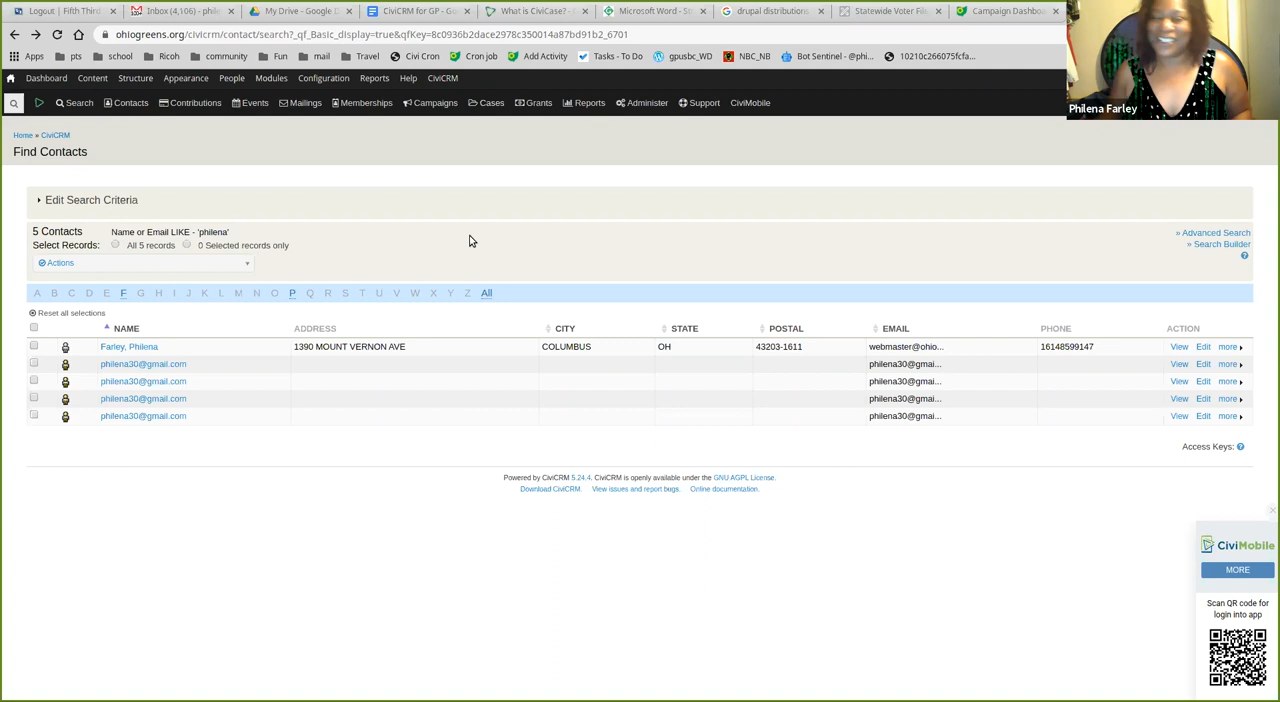 Logout | Fifth Third
Inbox (4,106) - phile
My Drive - Google D
CiviCRM for GP - Go
What is CiviCase? -
Microsoft Word - St
drupal distributions
Statewide Voter File
Campaign Dashboa
ohiogreens.org/civicrm/contact/search?_qf_Basic_display=true&qfKey=8c0936b2dace2978c350014a87bd91b2_6701
Apps pts school Ricoh community Fun mail Travel Civi Cron Cron job Add Activity Tasks - To Do gpusbc_WD NBC_NB Bot Sentinel - @phi... 10210c266075fcfa...
Dashboard Content Structure Appearance People Modules Configuration Reports Help CiviCRM
Search Contacts Contributions Events Mailings Memberships Campaigns Cases Grants Reports Administer Support CiviMobile
Philena Farley
Home » CiviCRM
Find Contacts
Edit Search Criteria
5 Contacts Name or Email LIKE - 'philena'
Select Records: All 5 records 0 Selected records only
» Advanced Search
» Search Builder
Actions
A B C D E F G H I J K L M N O P Q R S T U V W X Y Z All
Reset all selections
NAME ADDRESS CITY STATE POSTAL EMAIL PHONE ACTION
Farley, Philena 1390 MOUNT VERNON AVE COLUMBUS OH 43203-1611 webmaster@ohio... 16148599147 View Edit more
philena30@gmail.com philena30@gmai... View Edit more
philena30@gmail.com philena30@gmai... View Edit more
philena30@gmail.com philena30@gmai... View Edit more
philena30@gmail.com philena30@gmai... View Edit more
Access Keys:
Powered by CiviCRM 5.24.4. CiviCRM is openly available under the GNU AGPL License.
Download CiviCRM. View issues and report bugs. Online documentation.
CiviMobile
MORE
Scan QR code for
login into app